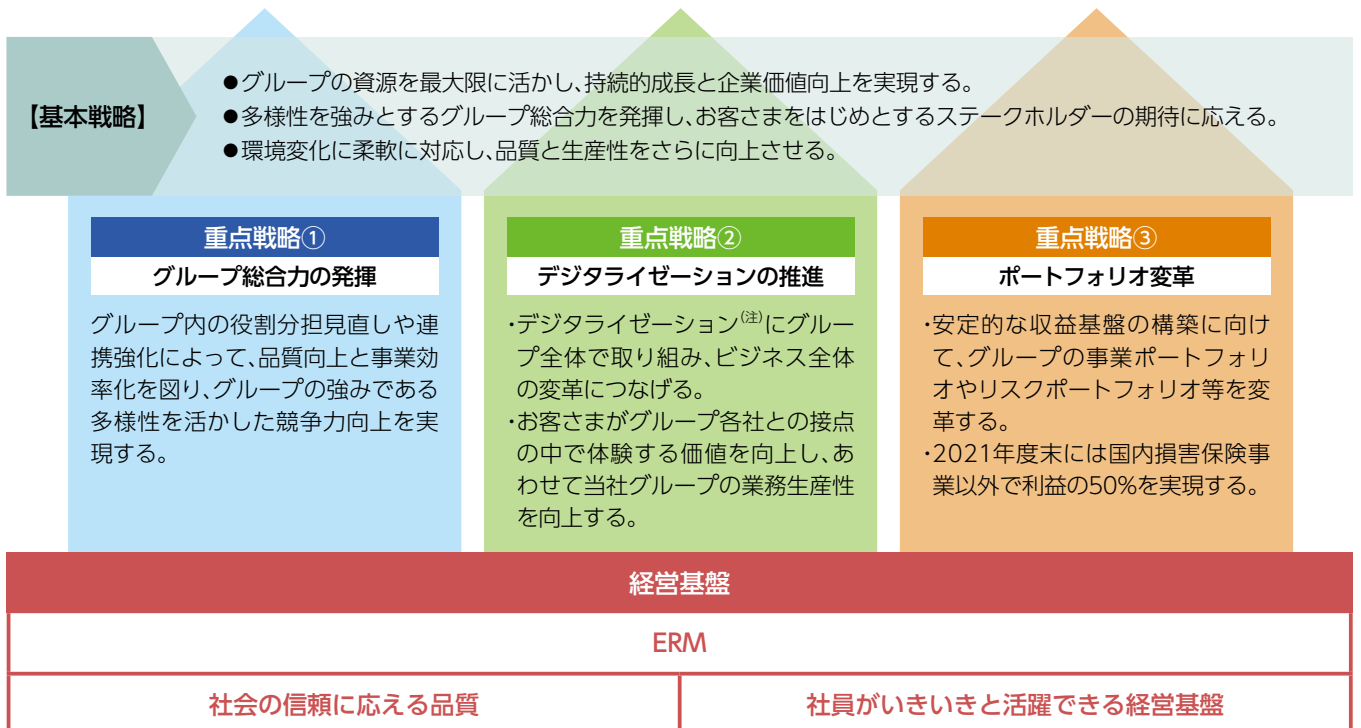 【基本戦略】
●グループの資源を最大限に活かし、持続的成長と企業価値向上を実現する。
●多様性を強みとするグループ総合力を発揮し、お客さまをはじめとするステークホルダーの期待に応える。
●環境変化に柔軟に対応し、品質と生産性をさらに向上させる。
重点戦略①
グループ総合力の発揮
グループ内の役割分担見直しや連
携強化によって、品質向上と事業効
率化を図り、グループの強みである
多様性を活かした競争力向上を実
現する。
重点戦略②
デジタライゼーションの推進
・デジタライゼーション(注)にグルー
プ全体で取り組み、ビジネス全体
の変革につなげる。
・お客さまがグループ各社との接点
の中で体験する価値を向上し、あ
わせて当社グループの業務生産性
を向上する。
重点戦略③
ポートフォリオ変革
・安定的な収益基盤の構築に向け
て、グループの事業ポートフォリ
オやリスクポートフォリオ等を変
革する。
・2021年度末には国内損害保険事
業以外で利益の50%を実現する。
経営基盤
ERM
社会の信頼に応える品質
社員がいきいきと活躍できる経営基盤